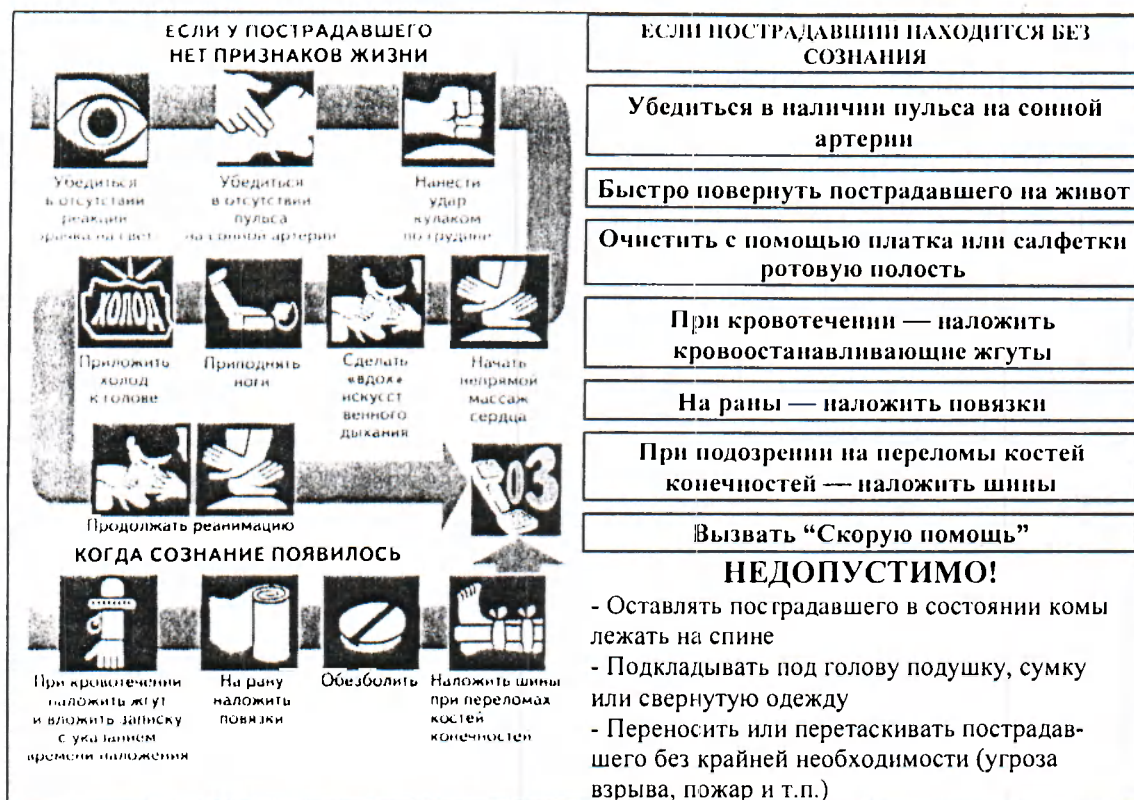 ЕСЛИ У ПОСТРАДАВШЕГО
НЕТ ПРИЗНАКОВ ЖИЗНИ
Убедиться
в отсутствии
реакции
зрачка на свет
Убедиться
в отсутствии
пульса
на сонной артерии
Нанести
удар
кулаком
по грудине
ХОЛОД
Приложить
холод
к голове
Приподнять
ноги
Сделать
«вдох»
искусст
венного
дыхания
Начать
непрямой
массаж
сердца
Продолжать реанимацию
03
КОГДА СОЗНАНИЕ ПОЯВИЛОСЬ
При кровотечении
наложить жгут
и вложить записку
с указанием
времени наложения
На рану
наложить
повязки
Обезболить
Наложить шины
при переломах
костей
конечностей
ЕСЛИ ПОСТРАДАВШИЙ НАХОДИТСЯ БЕЗ
СОЗНАНИЯ
Убедиться в наличии пульса на сонной
артерии
Быстро повернуть пострадавшего на живот
Очистить с помощью платка или салфетки
ротовую полость
При кровотечении — наложить
кровоостанавливающие жгуты
На раны — наложить повязки
При подозрении на переломы костей
конечностей — наложить шины
Вызвать “Скорую помощь”
НЕДОПУСТИМО!
- Оставлять пострадавшего в состоянии комы
лежать на спине
- Подкладывать под голову подушку, сумку
или свернутую одежду
- Переносить или перетаскивать пострадав-
шего без крайней необходимости (угроза
взрыва, пожар и т.п.)